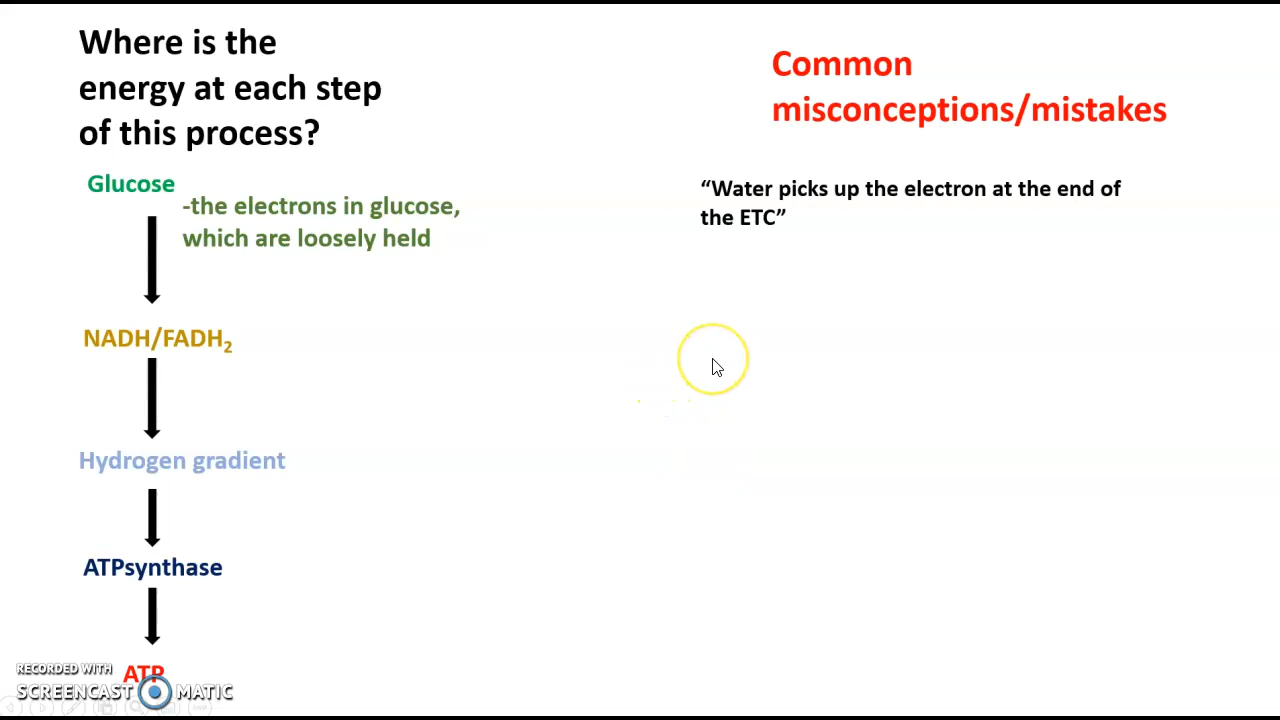 Where is the
energy at each step
of this process?
Common
misconceptions/mistakes
Glucose
-the electrons in glucose,
which are loosely held
“Water picks up the electron at the end of
the ETC”
NADH/FADH₂
Hydrogen gradient
ATPsynthase
ATP
RECORDED WITH
SCREENCAST MATIC